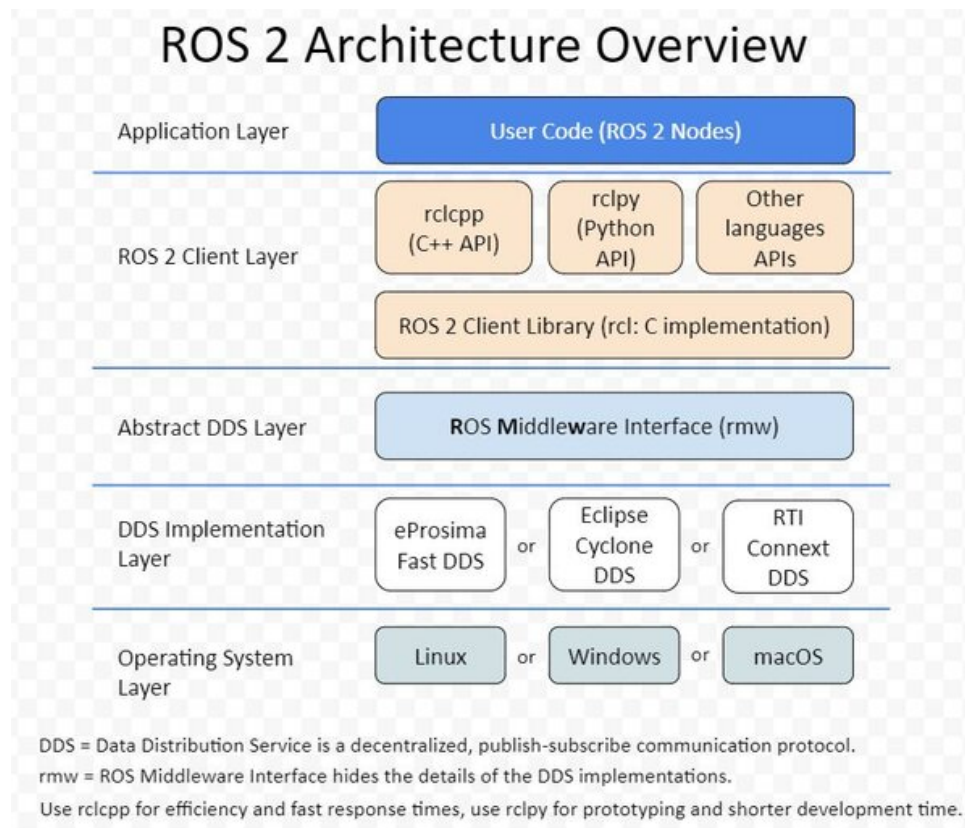 ROS 2 Architecture Overview
Application Layer
User Code (ROS 2 Nodes)
ROS 2 Client Layer
rclcpp
(C++ API)
rclpy
(Python
API)
Other
languages
APIs
ROS 2 Client Library (rcl: C implementation)
Abstract DDS Layer
ROS Middleware Interface (rmw)
DDS Implementation
Layer
eProsima
Fast DDS
or
Eclipse
Cyclone
DDS
or
RTI
Connext
DDS
Operating System
Layer
Linux
or
Windows
or
macOS
DDS = Data Distribution Service is a decentralized, publish-subscribe communication protocol.
rmw = ROS Middleware Interface hides the details of the DDS implementations.
Use rclcpp for efficiency and fast response times, use rclpy for prototyping and shorter development time.